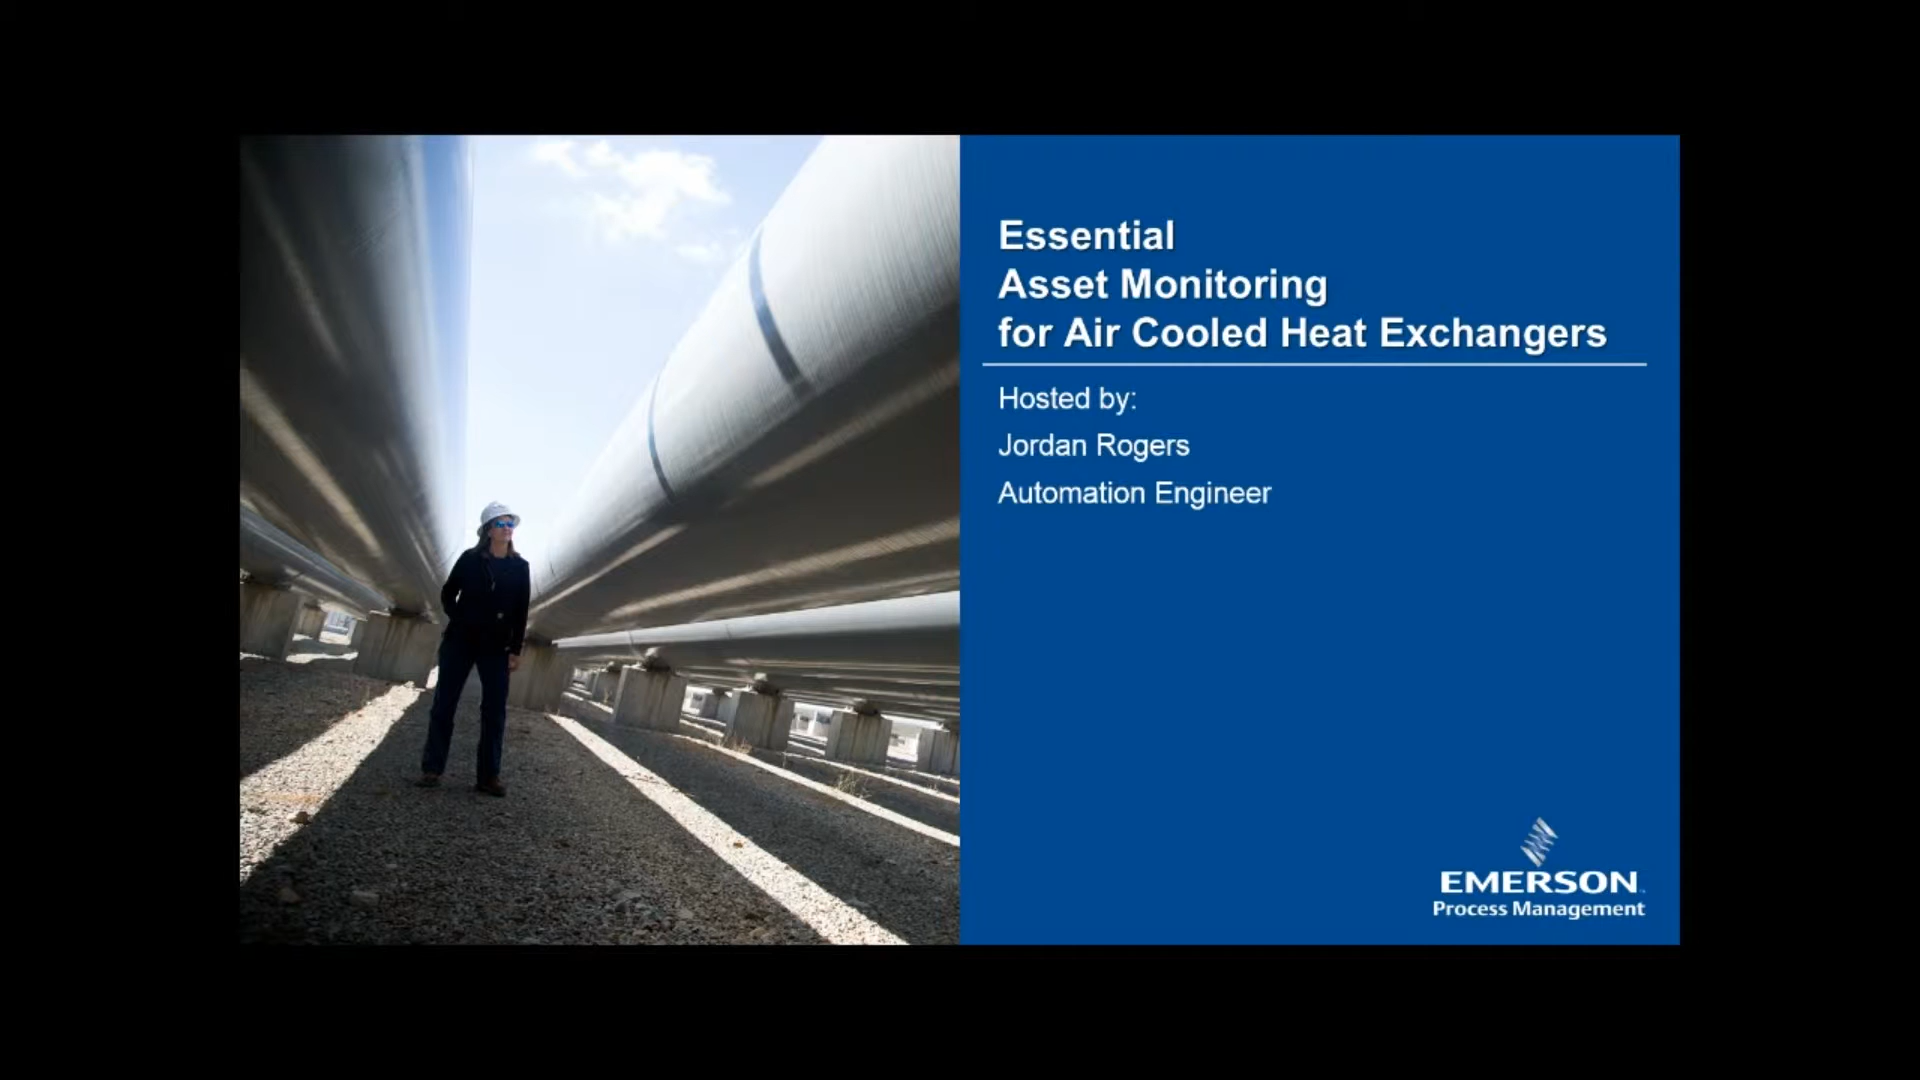 Essential
Asset Monitoring
for Air Cooled Heat Exchangers
Hosted by:
Jordan Rogers
Automation Engineer
EMERSON
Process Management